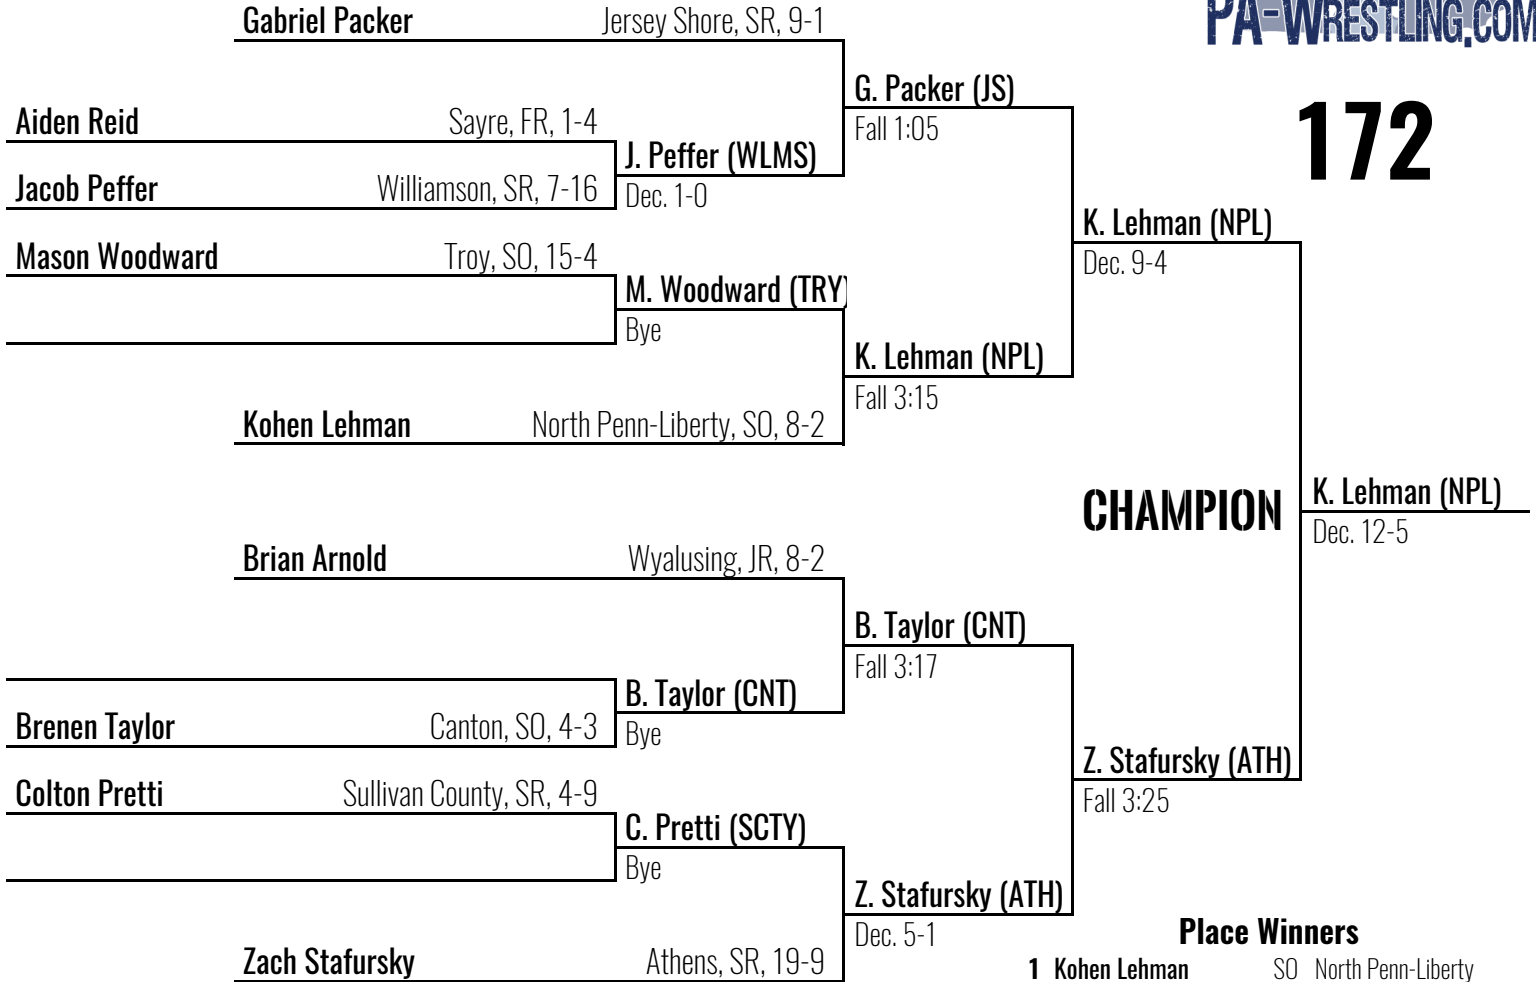 Gabriel Packer Jersey Shore, SR, 9-1
PA-WRESTLING.COM
G. Packer (JS)
Fall 1:05
172
Aiden Reid Sayre, FR, 1-4
J. Peffer (WLMS)
Dec. 1-0
Jacob Peffer Williamson, SR, 7-16
K. Lehman (NPL)
Dec. 9-4
Mason Woodward Troy, SO, 15-4
M. Woodward (TRY)
Bye
K. Lehman (NPL)
Fall 3:15
Kohen Lehman North Penn-Liberty, SO, 8-2
CHAMPION
K. Lehman (NPL)
Dec. 12-5
Brian Arnold Wyalusing, JR, 8-2
B. Taylor (CNT)
Fall 3:17
B. Taylor (CNT)
Bye
Brenen Taylor Canton, SO, 4-3
Z. Stafursky (ATH)
Fall 3:25
Colton Pretti Sullivan County, SR, 4-9
C. Pretti (SCTY)
Bye
Z. Stafursky (ATH)
Dec. 5-1
Zach Stafursky Athens, SR, 19-9
Place Winners
1 Kohen Lehman SO North Penn-Liberty